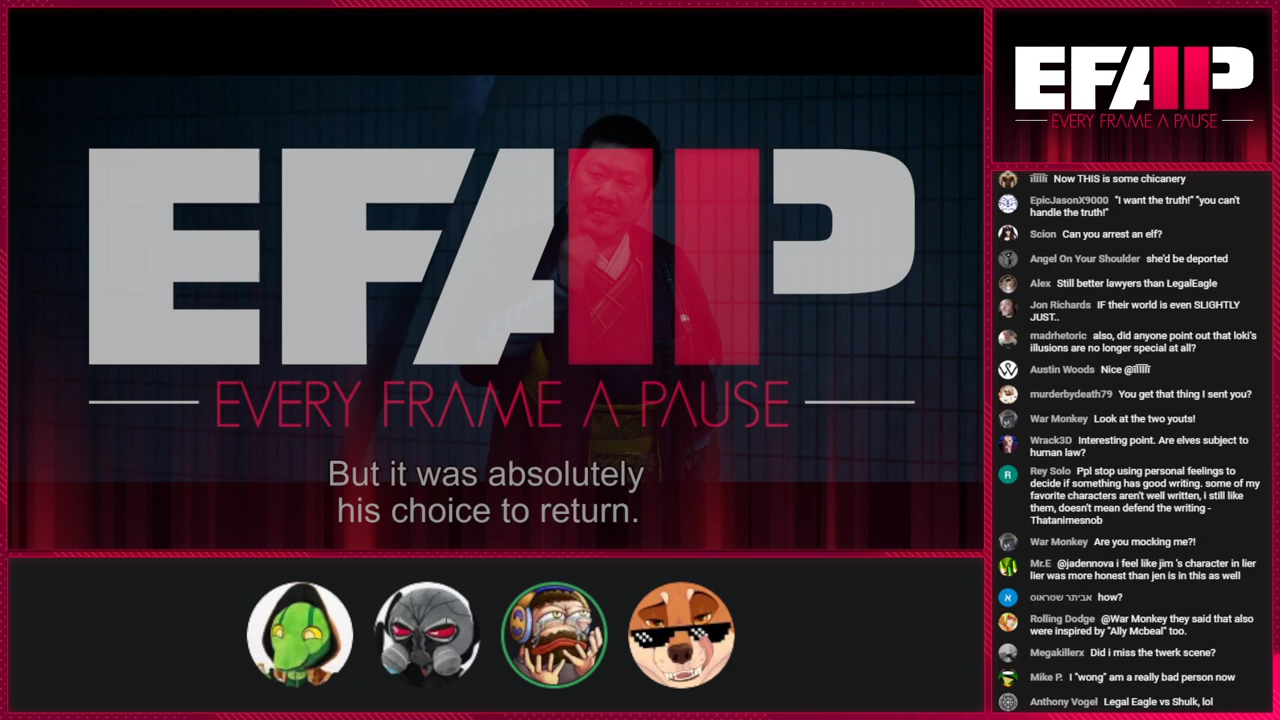 EFAP
EVERY FRAME A PAUSE
But it was absolutely
his choice to return.
EFAP
EVERY FRAME A PAUSE
Now THIS is some chicanery
EpicJasonX9000 "I want the truth!" "you can't
handle the truth!"
Scion Can you arrest an elf?
Angel On Your Shoulder she'd be deported
Alex Still better lawyers than LegalEagle
Jon Richards IF their world is even SLIGHTLY
JUST..
madrhetoric also, did anyone point out that loki's
illusions are no longer special at all?
Austin Woods Nice
murderbydeath79 You get that thing I sent you?
War Monkey Look at the two youts!
Wrack3D Interesting point. Are elves subject to
human law?
R
Rey Solo Ppl stop using personal feelings to
decide if something has good writing. some of my
favorite characters aren't well written, i still like
them, doesn't mean defend the writing -
Thatanimesnob
War Monkey Are you mocking me?!
Mr.E @jadennova i feel like jim 's character in lier
lier was more honest than jen is in this as well
א
אביתר שטראוס how?
Rolling Dodge @War Monkey they said that also
were inspired by "Ally Mcbeal" too.
Megakillerx Did i miss the twerk scene?
Mike P. I "wong" am a really bad person now
Anthony Vogel Legal Eagle vs Shulk, lol